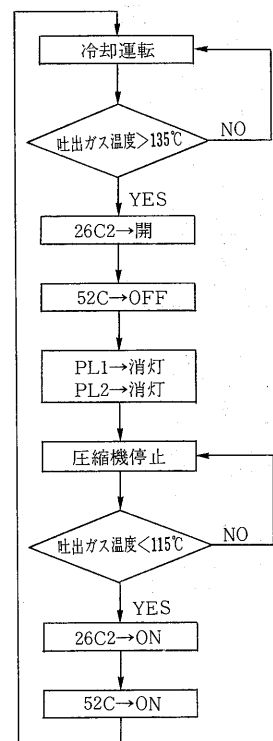 冷却運転
吐出ガス温度>135℃
NO
YES
26C2→開
52C→OFF
PL1→消灯
PL2→消灯
圧縮機停止
吐出ガス温度<115℃
NO
YES
26C2→ON
52C→ON